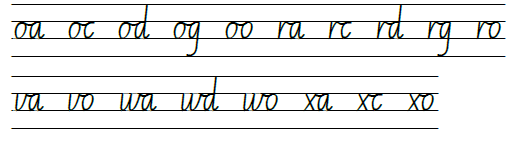 oa oc od og oo ra rc rd rg ro
va vo wa wd wo xa xc xo